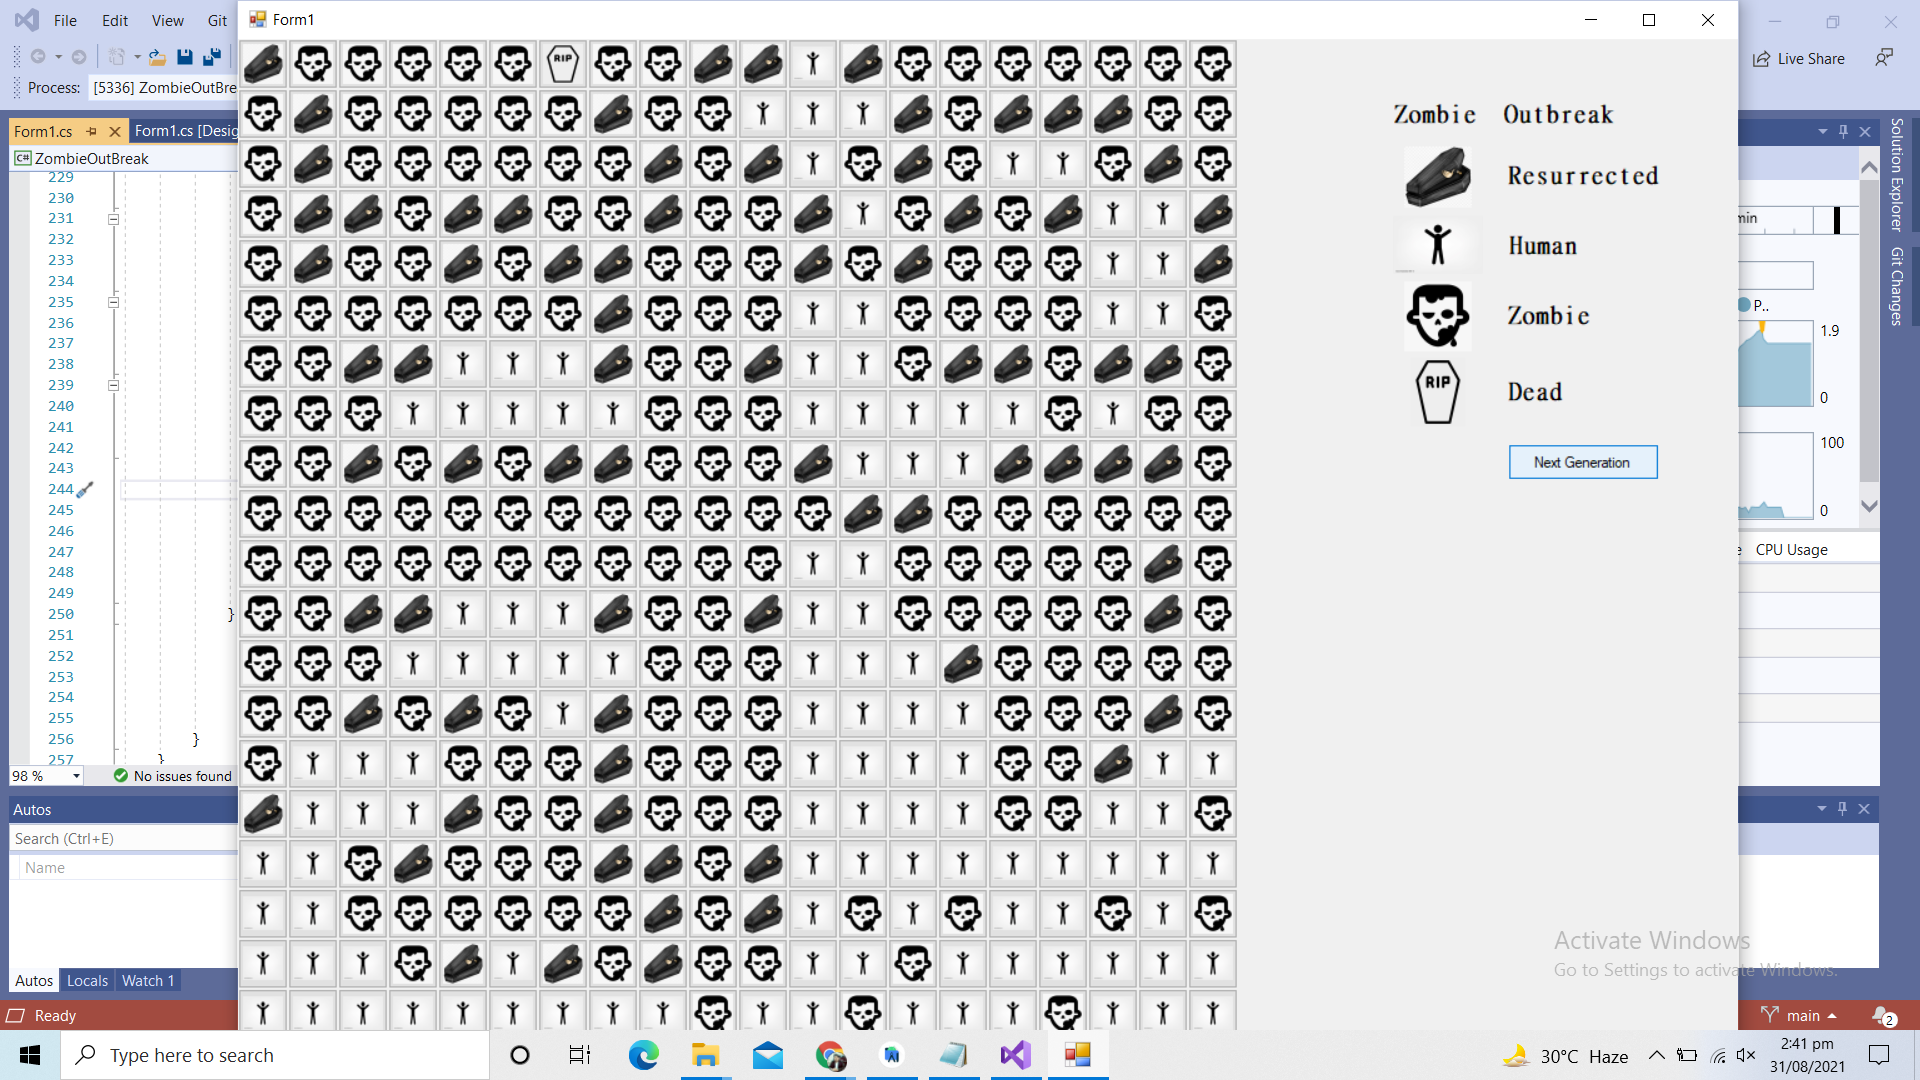 File Edit View Git
Form1
Process: [5336] ZombieOutBre
Live Share
Form1.cs
Form1.cs [Desig
C# ZombieOutBreak
229
230
231
232
233
234
235
236
237
238
239
240
241
242
243
244
245
246
247
248
249
250 }
251
252
253
254
255
256 }
257 }
98 %
No issues found
Autos
Search (Ctrl+E)
Name
Autos Locals Watch 1
Ready
RIP
Zombie Outbreak
Resurrected
Human
Zombie
RIP
Dead
Next Generation
Solution Explorer
Git Changes
min
P..
1.9
0
100
0
CPU Usage
Activate Windows
Go to Settings to activate Windows.
main
2
Type here to search
30°C Haze
2:41 pm
31/08/2021